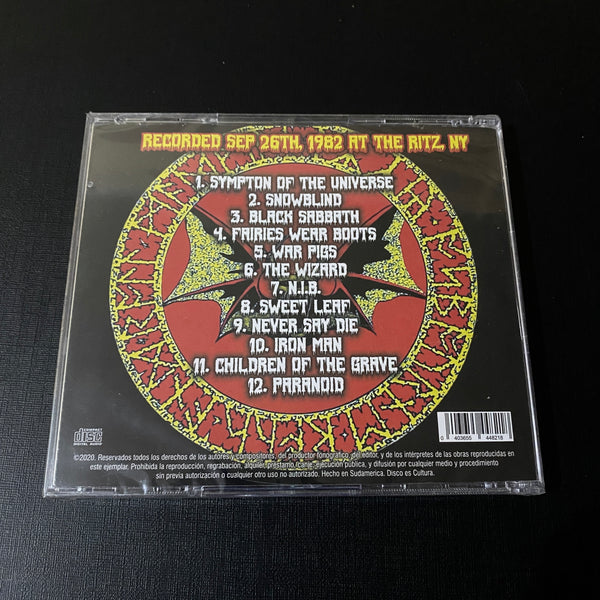 RECORDED SEP 26TH, 1982 AT THE RITZ, NY
1. SYMPTON OF THE UNIVERSE
2. SNOWBLIND
3. BLACK SABBATH
4. FAIRIES WEAR BOOTS
5. WAR PIGS
6. THE WIZARD
7. N.I.B.
8. SWEET LEAF
9. NEVER SAY DIE
10. IRON MAN
11. CHILDREN OF THE GRAVE
12. PARANOID
COMPACT
disc
DIGITAL AUDIO
0 403655 448218
©2020. Reservados todos los derechos de los autores y compositores, del productor fonográfico, del editor, y de los intérpretes de las obras reproducidas en
este ejemplar. Prohibida la reproducción, regrabación, alquiler, préstamo, canje, ejecución pública, y difusión por cualquier medio y procedimiento
sin previa autorización o cualquier otro uso no autorizado. Hecho en Sudamerica. Disco es Cultura.